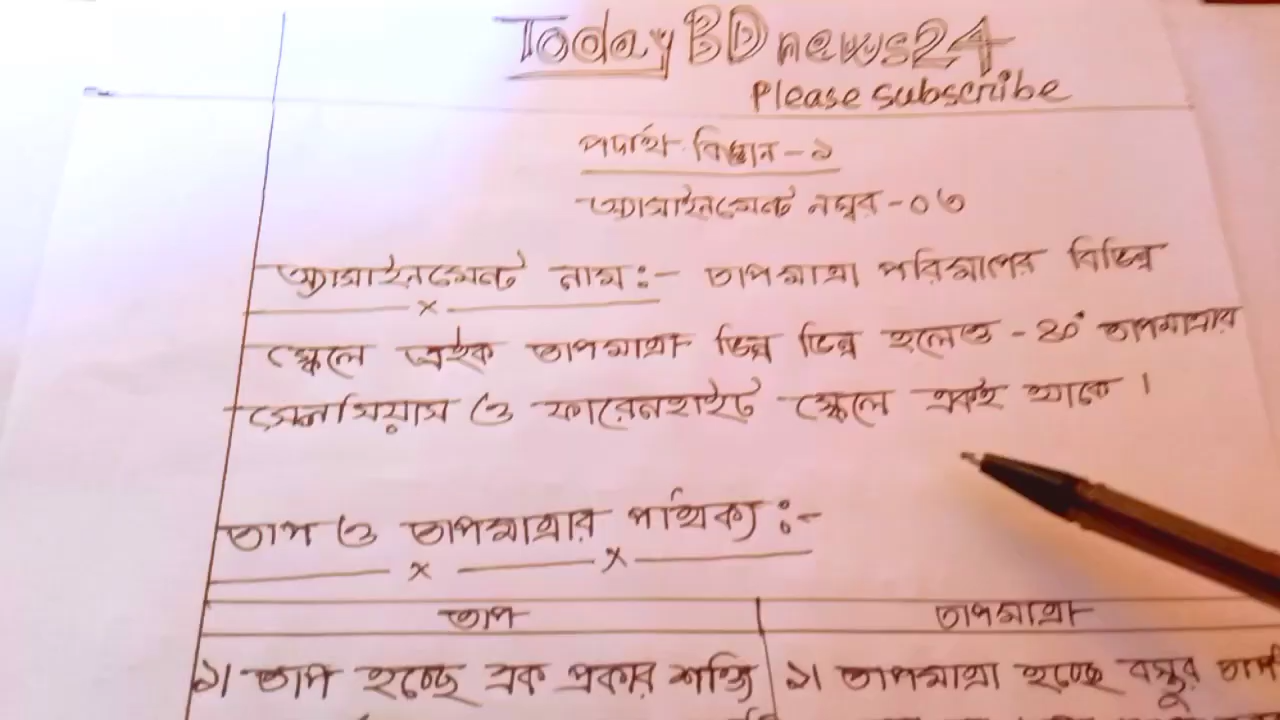 TodayBDnews24
Please subscribe
পদার্থ বিজ্ঞান - ১
অ্যাসাইনমেন্ট নম্বর - ০৩
অ্যাসাইনমেন্ট নাম :- তাপমাত্রা পরিমাপের বিভিন্ন
স্কেলে একই তাপমাত্রা ভিন্ন ভিন্ন হলেও - 40° তাপমাত্রার
সেলসিয়াস ও ফারেনহাইট স্কেলে একই থাকে ।
তাপ ও তাপমাত্রার পার্থক্য :-
তাপ তাপমাত্রা
১। তাপ হচ্ছে এক প্রকার শক্তি ১। তাপমাত্রা হচ্ছে বস্তুর